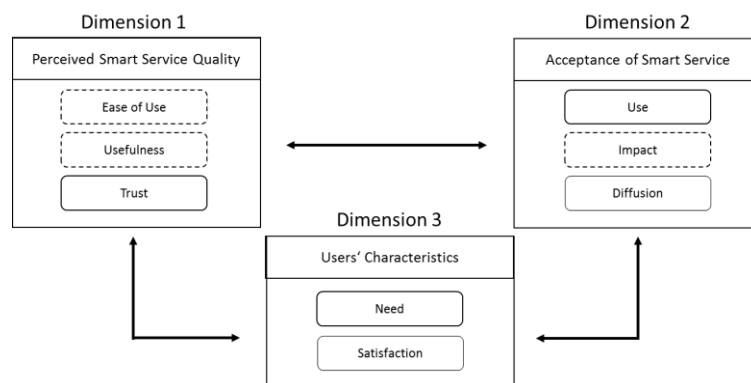 Dimension 1
Perceived Smart Service Quality
Ease of Use
Usefulness
Trust
Dimension 2
Acceptance of Smart Service
Use
Impact
Diffusion
Dimension 3
Users‘ Characteristics
Need
Satisfaction